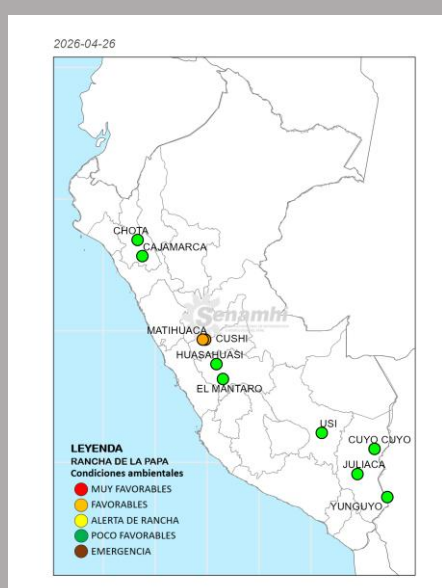 2026-04-26
CHOTA
CAJAMARCA
Senamhi
MATIHUACA
CUSHI
HUASAHUASI
EL MANTARO
USI
CUYO CUYO
JULIACA
YUNGUYO
LEYENDA
RANCHA DE LA PAPA
Condiciones ambientales
MUY FAVORABLES
FAVORABLES
ALERTA DE RANCHA
POCO FAVORABLES
EMERGENCIA